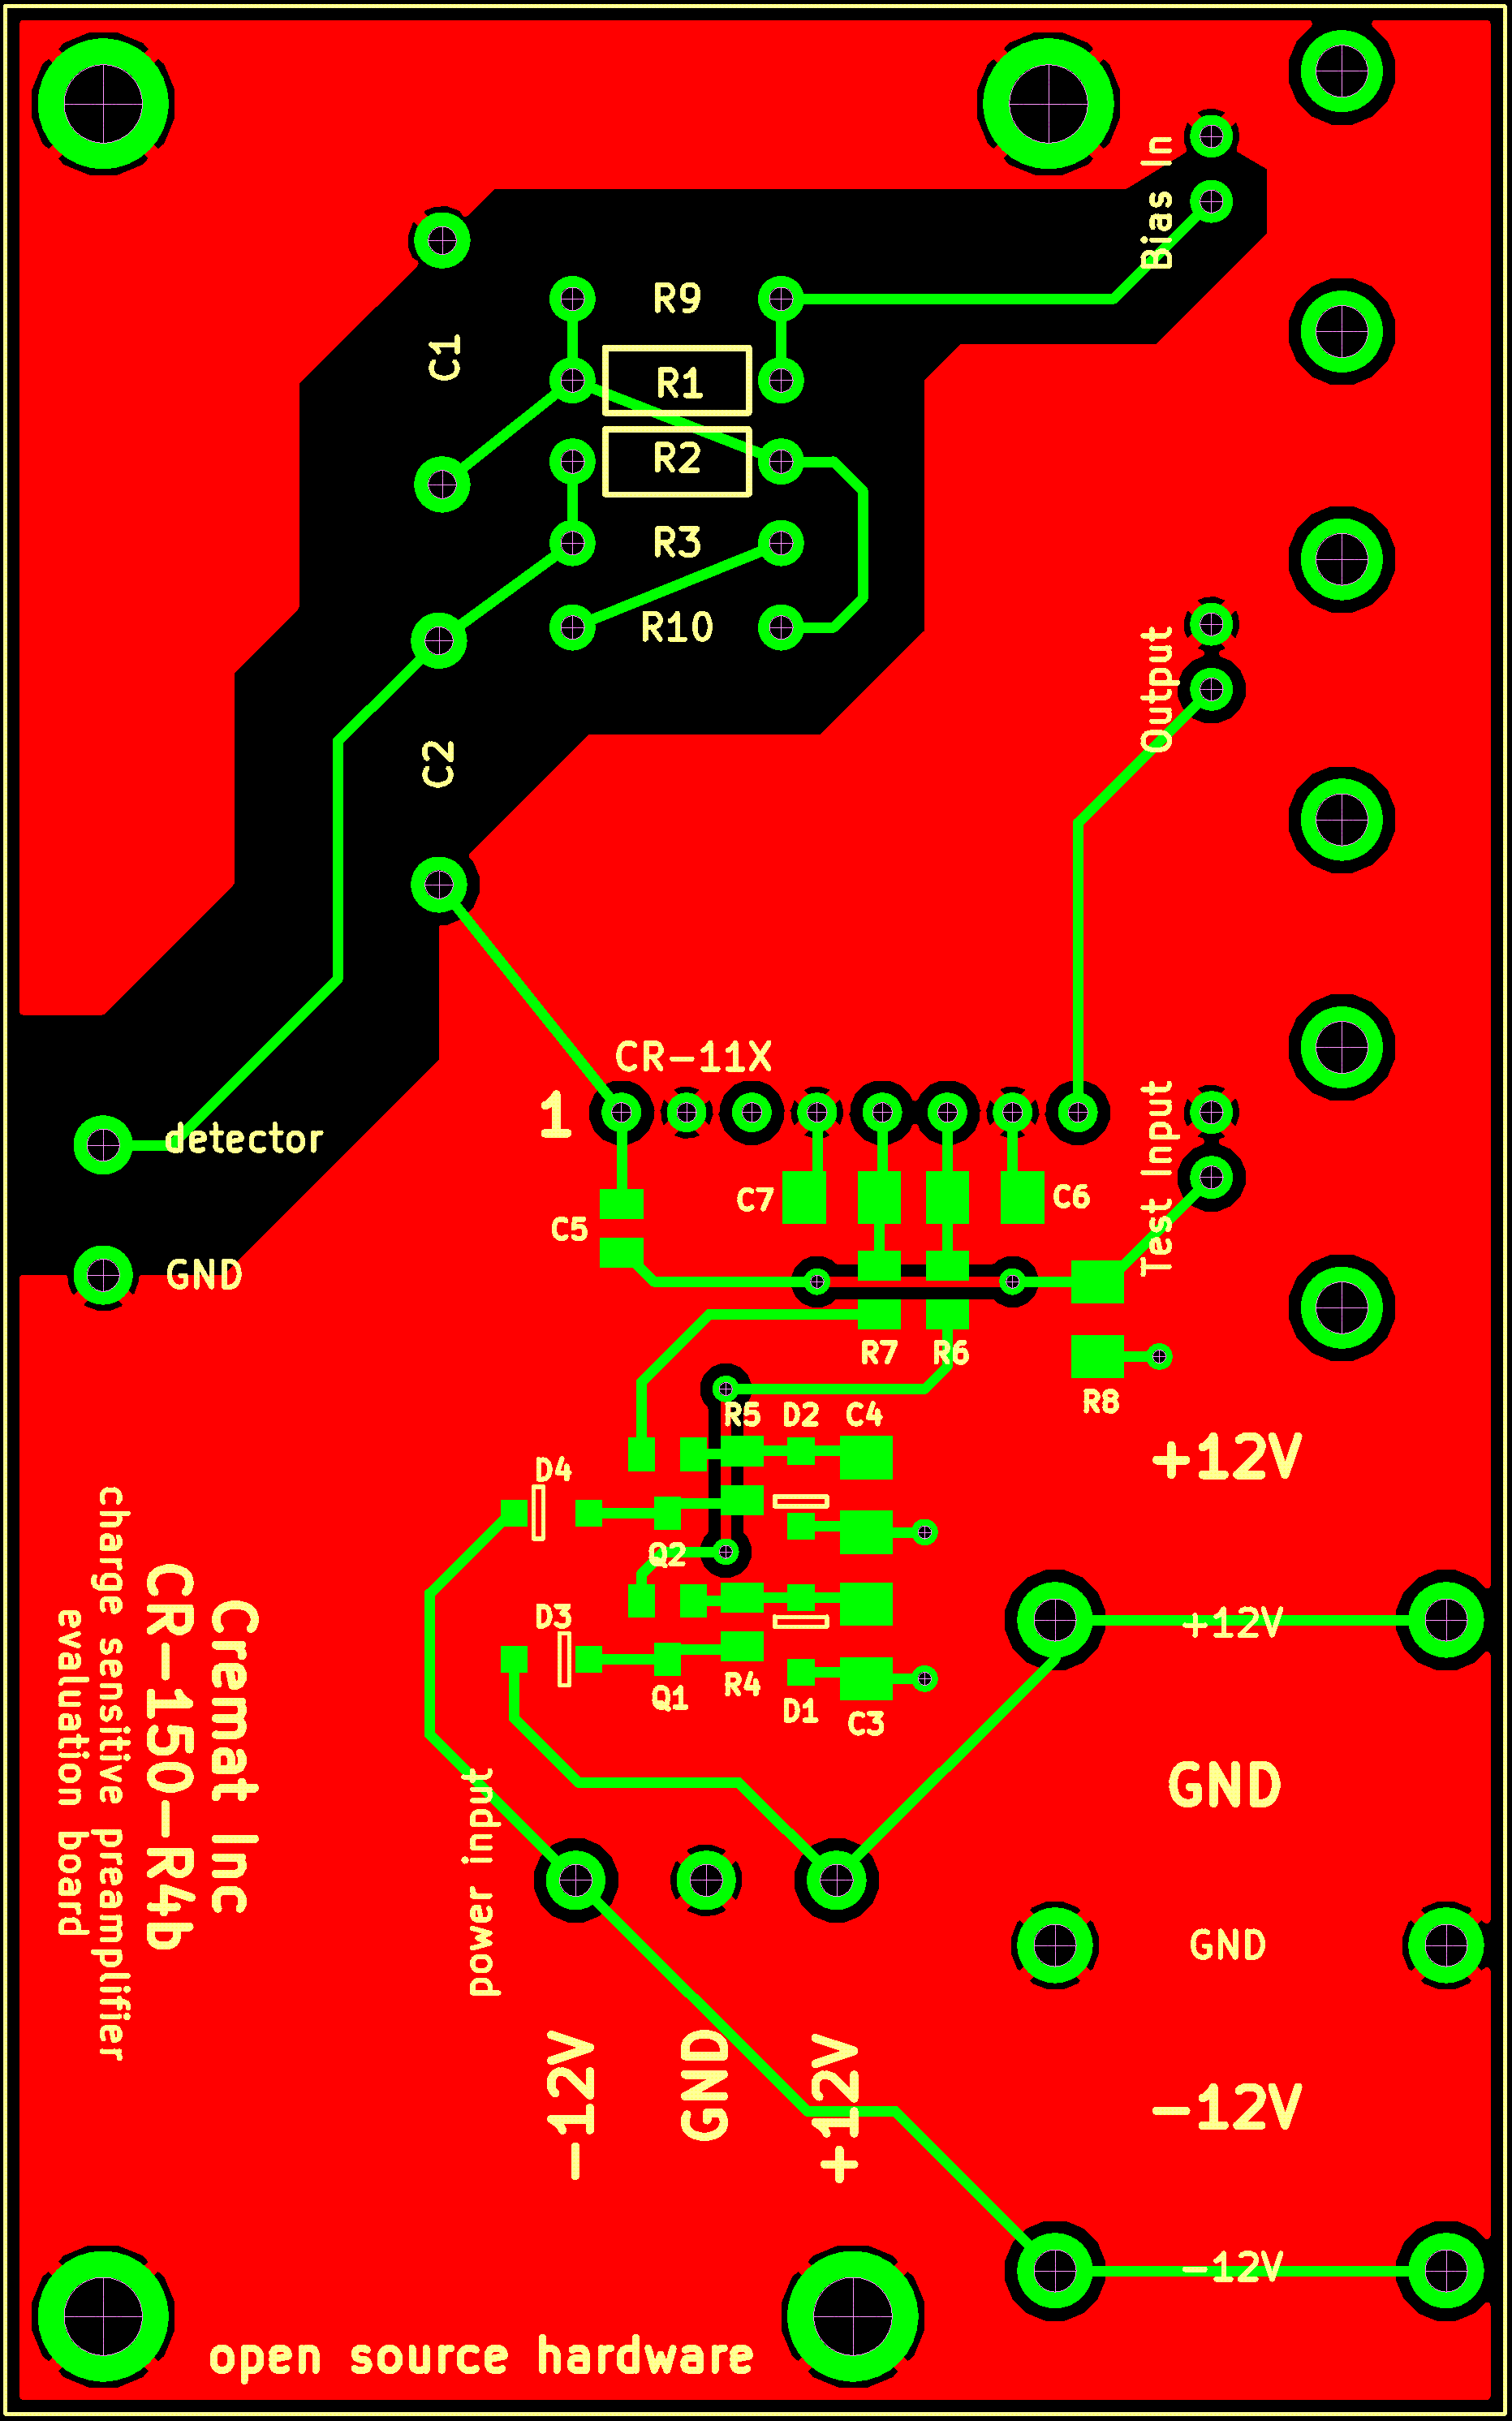 Bias In
R9
C1
R1
R2
R3
R10
Output
C2
CR-11X
1
detector
Test Input
C7
C6
C5
GND
R7
R6
R8
R5
D2
C4
+12V
D4
Q2
D3
+12V
R4
Q1
D1
C3
Cremat Inc
CR-150-R4b
charge sensitive preamplifier
evaluation board
GND
power input
GND
-12V
GND
+12V
-12V
-12V
open source hardware